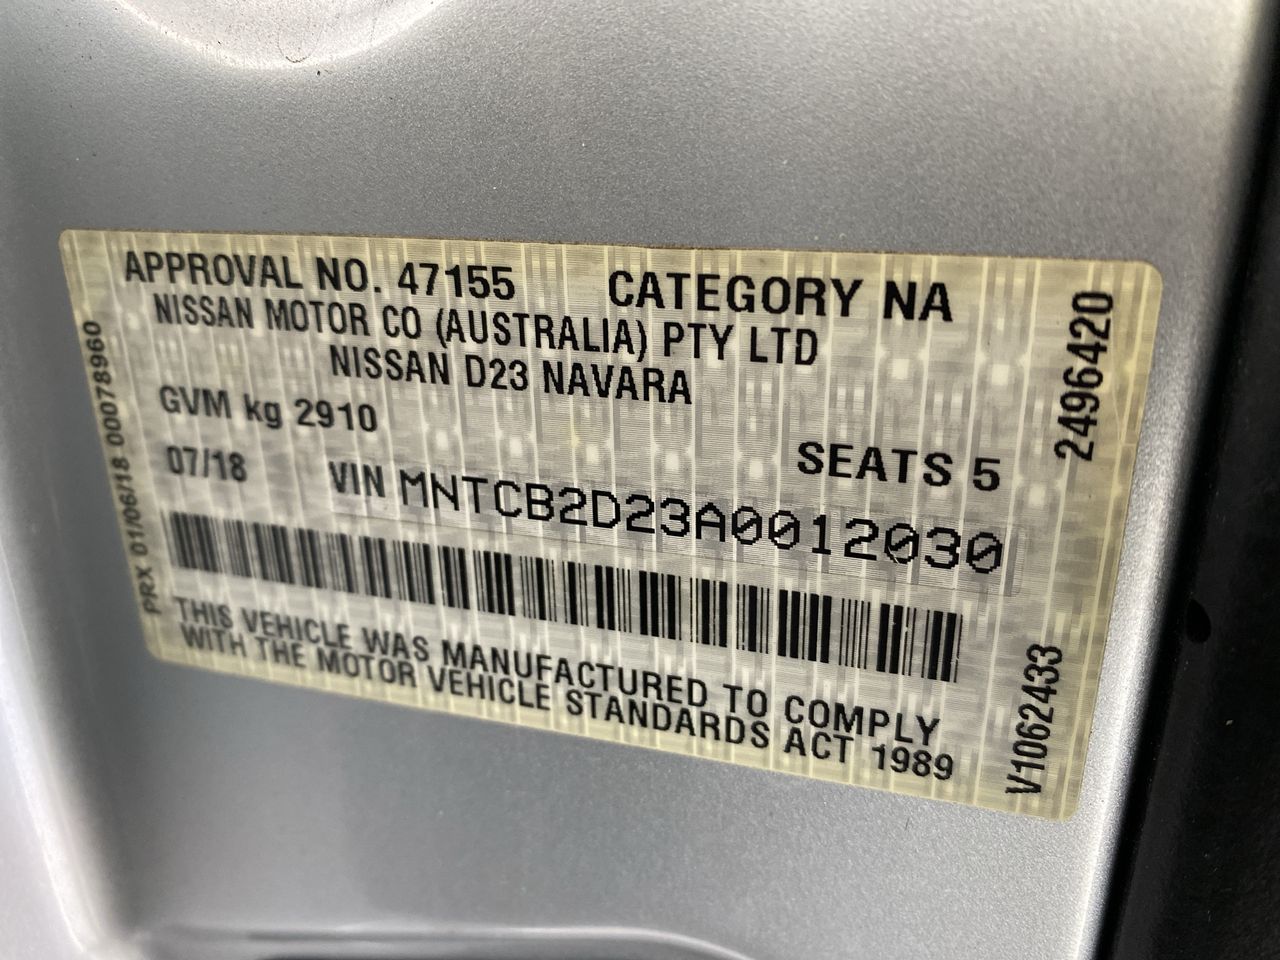 APPROVAL NO. 47155 CATEGORY NA
NISSAN MOTOR CO (AUSTRALIA) PTY LTD
NISSAN D23 NAVARA
GVM kg 2910
SEATS 5
07/18 VIN MNTCB2D23A0012030
THIS VEHICLE WAS MANUFACTURED TO COMPLY
WITH THE MOTOR VEHICLE STANDARDS ACT 1989
PRX 01/06/18 00078960
2496420
V1062433